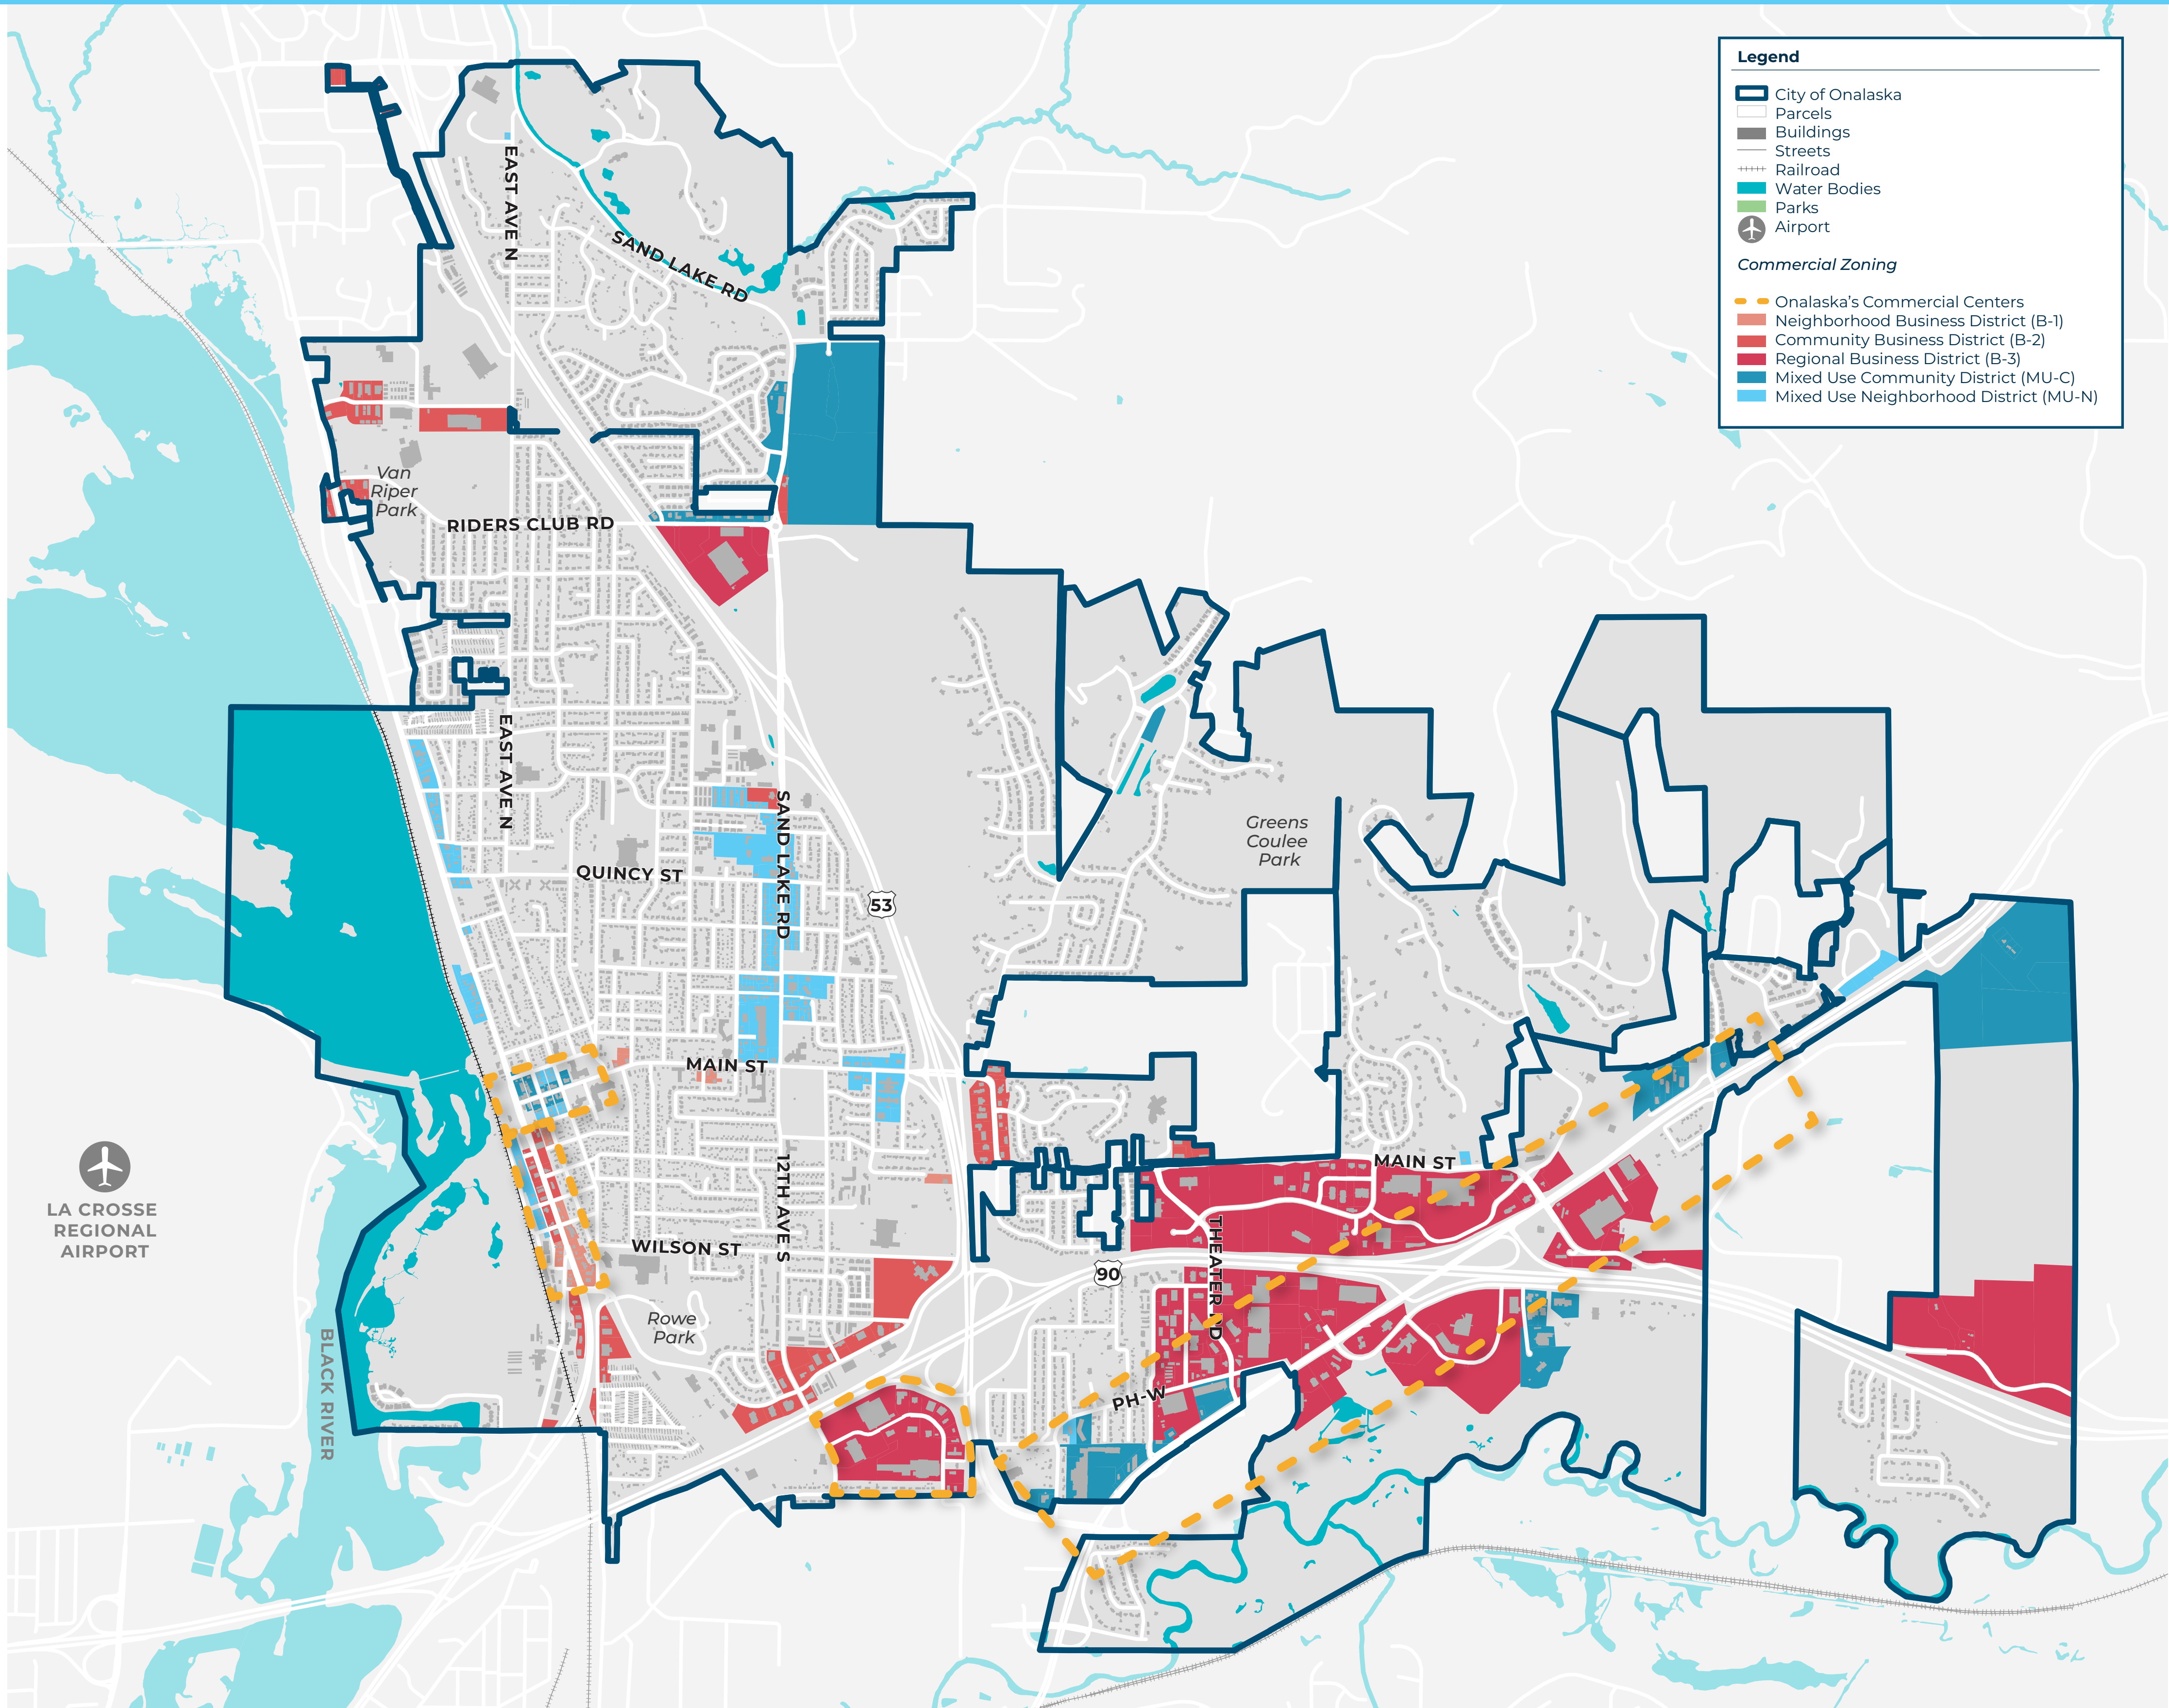 Legend
City of Onalaska
Parcels
Buildings
Streets
Railroad
Water Bodies
Parks
Airport
Commercial Zoning
Onalaska's Commercial Centers
Neighborhood Business District (B-1)
Community Business District (B-2)
Regional Business District (B-3)
Mixed Use Community District (MU-C)
Mixed Use Neighborhood District (MU-N)
EAST AVE N
SAND LAKE RD
Van
Riper
Park
RIDERS CLUB RD
EAST AVE N
SAND LAKE RD
QUINCY ST
53
Greens
Coulee
Park
MAIN ST
MAIN ST
12TH AVE S
LA CROSSE
REGIONAL
AIRPORT
WILSON ST
THEATER RD
90
Rowe
Park
BLACK RIVER
PH-W